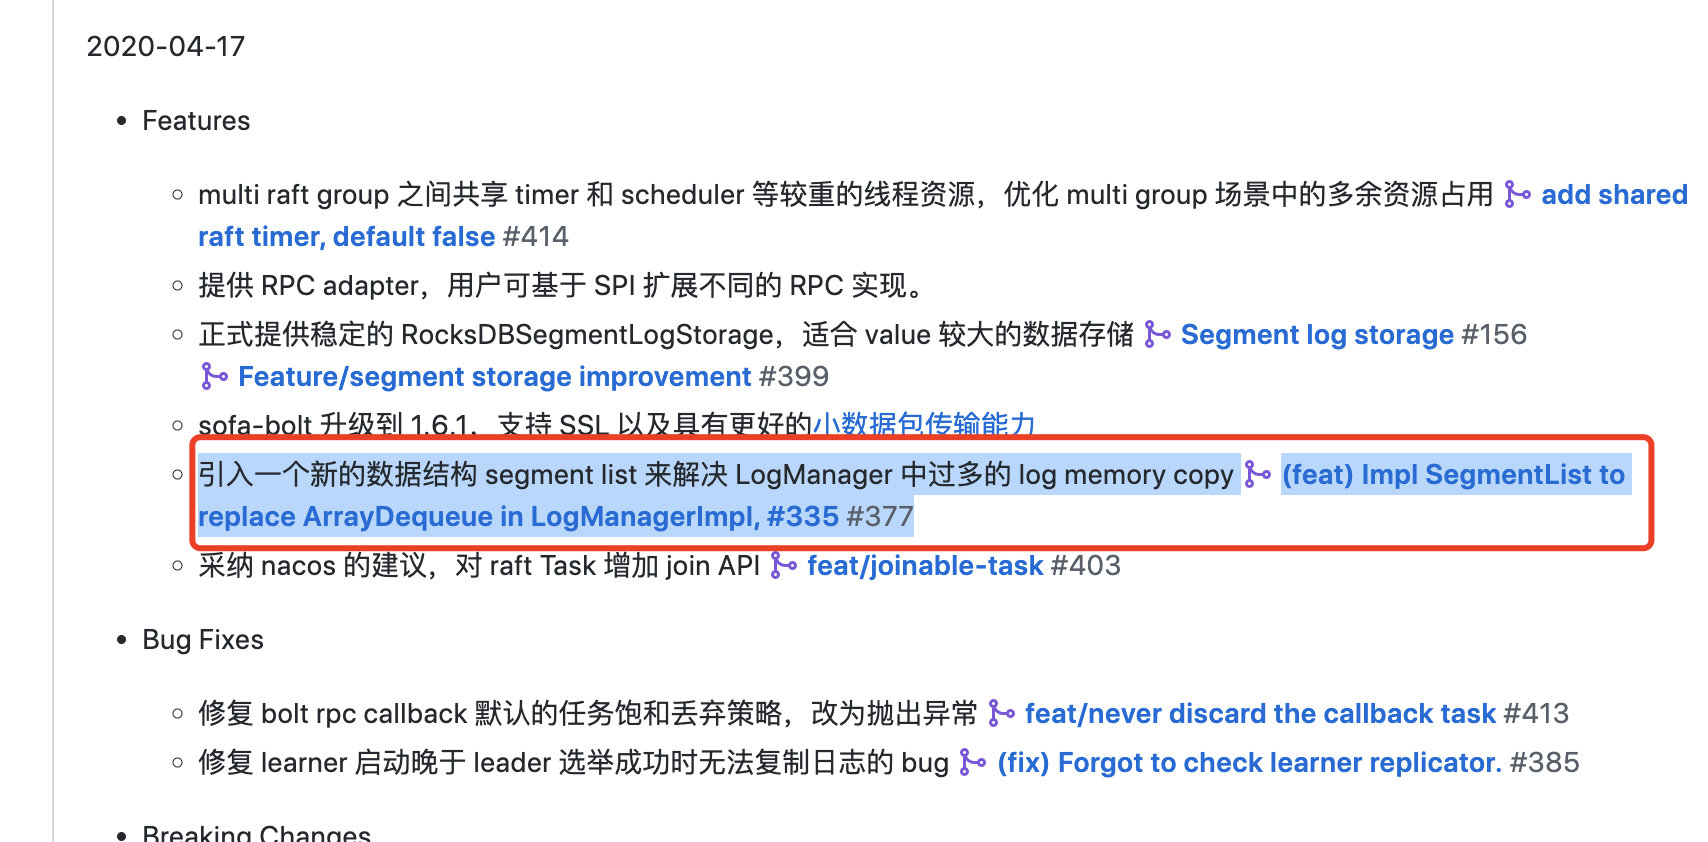 2020-04-17
Features
multi raft group 之间共享 timer 和 scheduler 等较重的线程资源，优化 multi group 场景中的多余资源占用 add shared
raft timer, default false #414
提供 RPC adapter，用户可基于 SPI 扩展不同的 RPC 实现。
正式提供稳定的 RocksDBSegmentLogStorage，适合 value 较大的数据存储 Segment log storage #156
Feature/segment storage improvement #399
sofa-bolt 升级到 1.6.1，支持 SSL 以及具有更好的小数据包传输能力
引入一个新的数据结构 segment list 来解决 LogManager 中过多的 log memory copy (feat) Impl SegmentList to
replace ArrayDequeue in LogManagerImpl, #335 #377
采纳 nacos 的建议，对 raft Task 增加 join API feat/joinable-task #403
Bug Fixes
修复 bolt rpc callback 默认的任务饱和丢弃策略，改为抛出异常 feat/never discard the callback task #413
修复 learner 启动晚于 leader 选举成功时无法复制日志的 bug (fix) Forgot to check learner replicator. #385
Breaking Changes